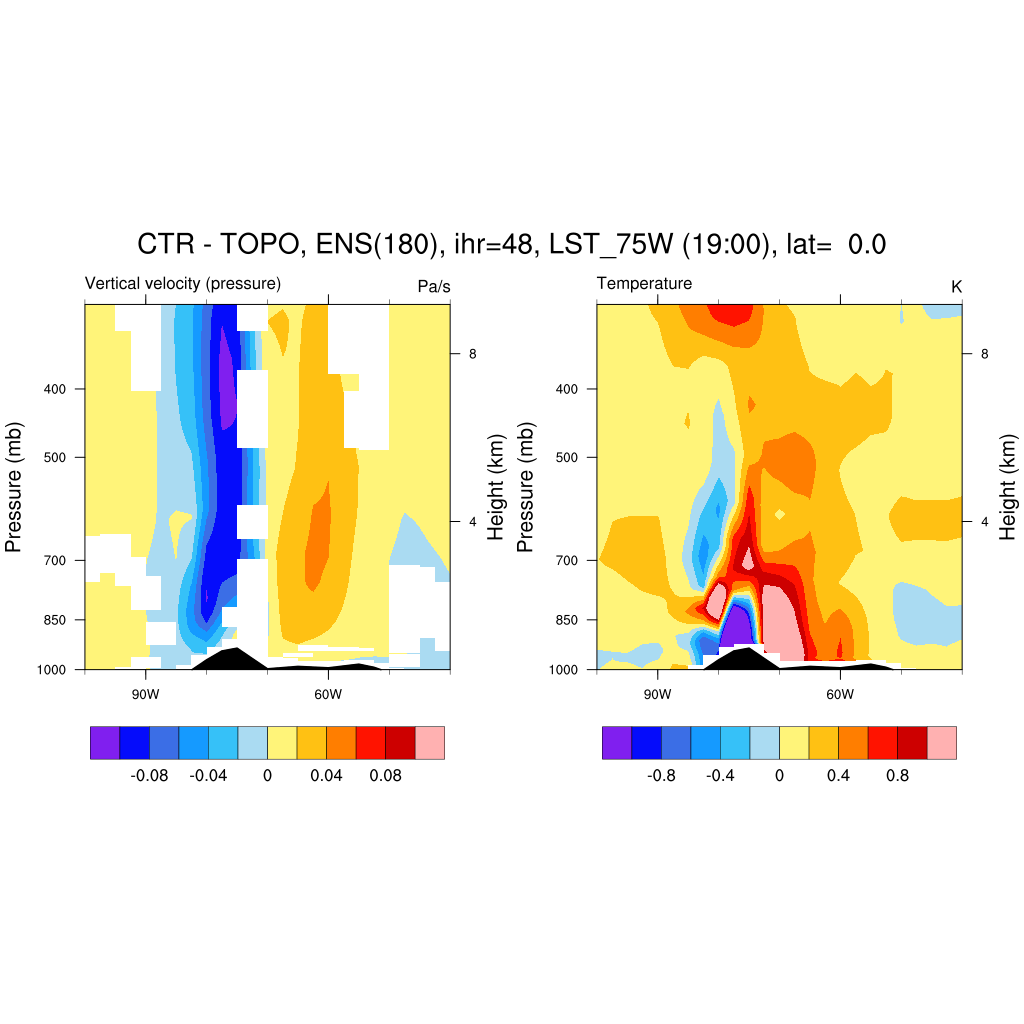 CTR - TOPO, ENS(180), ihr=48, LST_75W (19:00), lat=  0.0
Vertical velocity (pressure)
Pa/s
Pressure (mb)
400
500
700
850
1000
8
4
Height (km)
90W
60W
-0.08
-0.04
0
0.04
0.08
Temperature
K
Pressure (mb)
400
500
700
850
1000
8
4
Height (km)
90W
60W
-0.8
-0.4
0
0.4
0.8